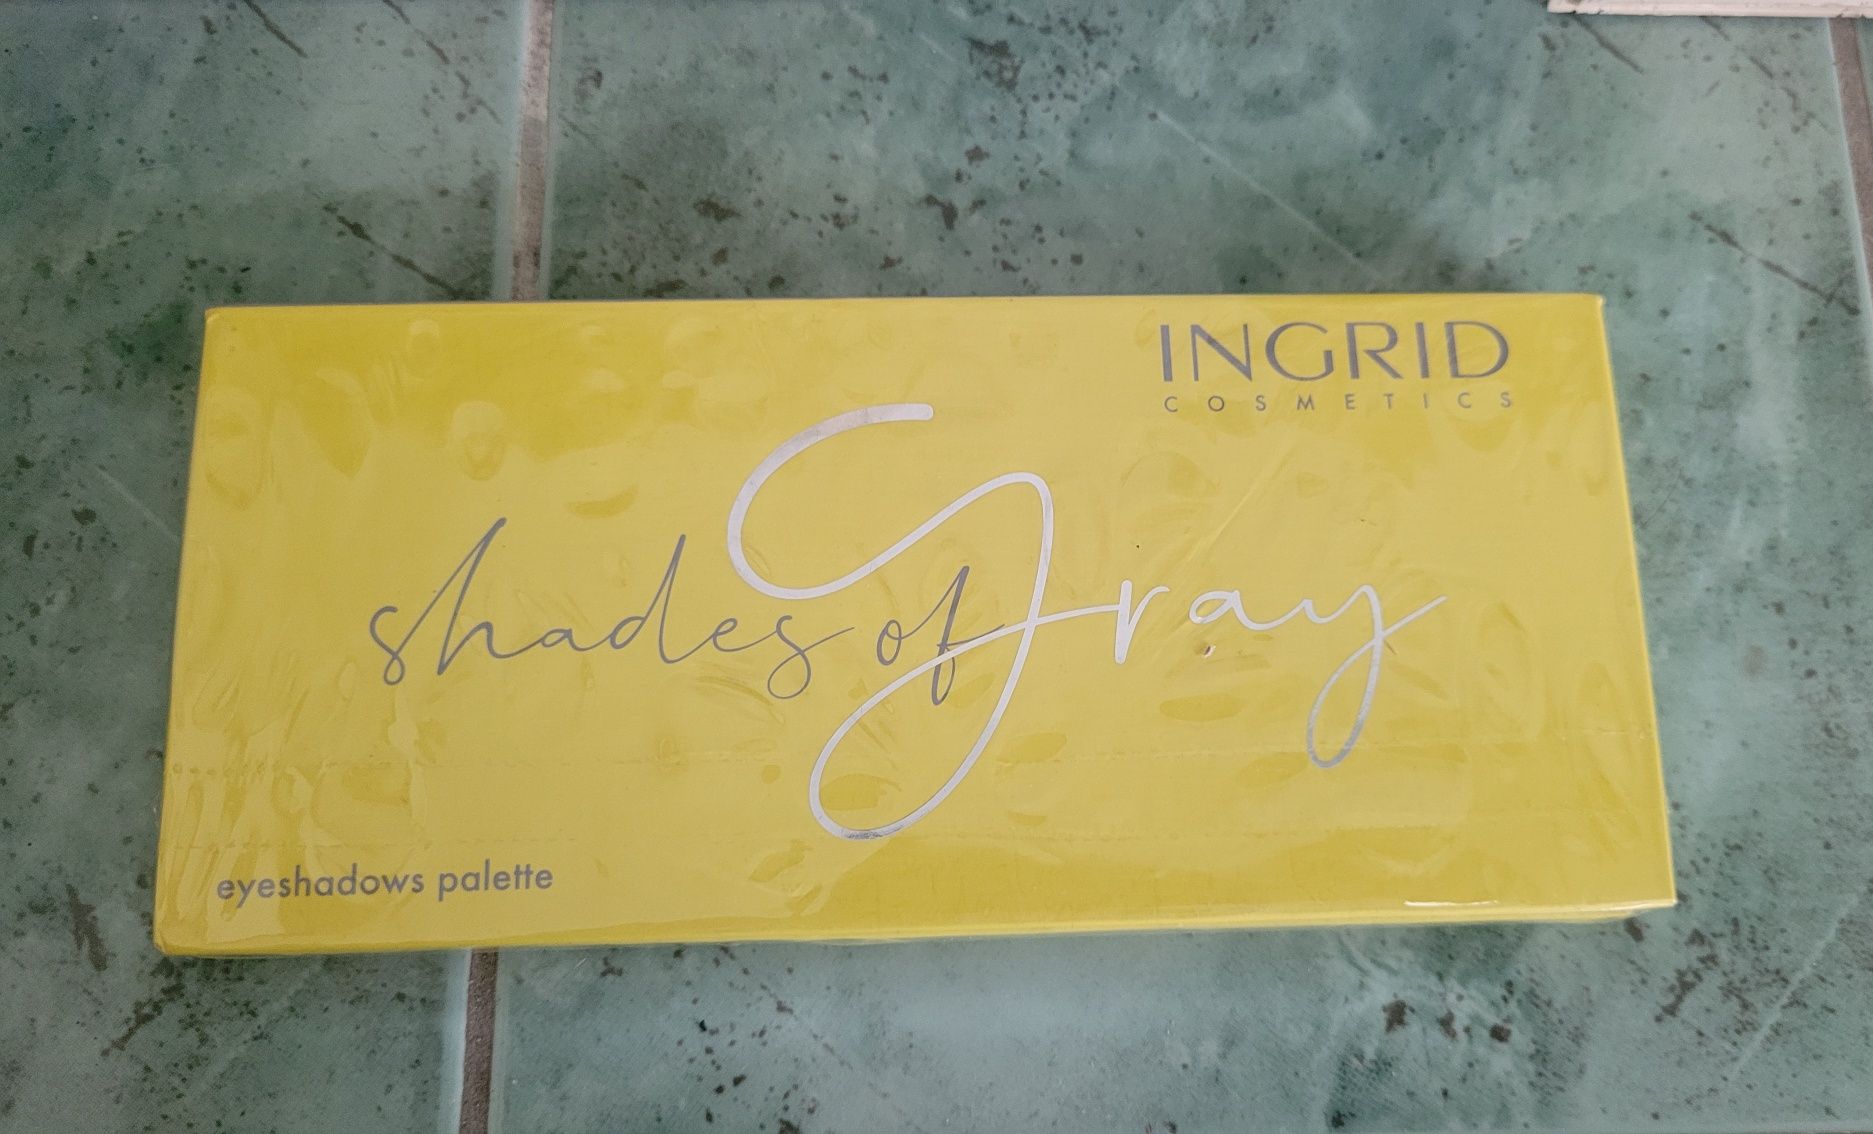 INGRID
COSMETICS
shades of Gray
eyeshadows palette